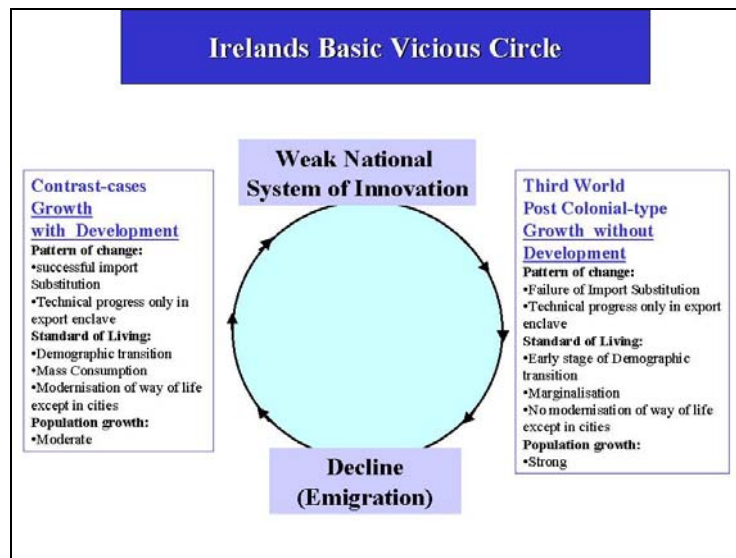 Irelands Basic Vicious Circle
Weak National
System of Innovation
Contrast-cases
Growth
with Development
Pattern of change:
•successful import
Substitution
•Technical progress only in
export enclave
Standard of Living:
•Demographic transition
•Mass Consumption
•Modernisation of way of life
except in cities
Population growth:
•Moderate
Third World
Post Colonial-type
Growth without
Development
Pattern of change:
•Failure of Import Substitution
•Technical progress only in export
enclave
Standard of Living:
•Early stage of Demographic
transition
•Marginalisation
•No modernisation of way of life
except in cities
Population growth:
•Strong
Decline
(Emigration)